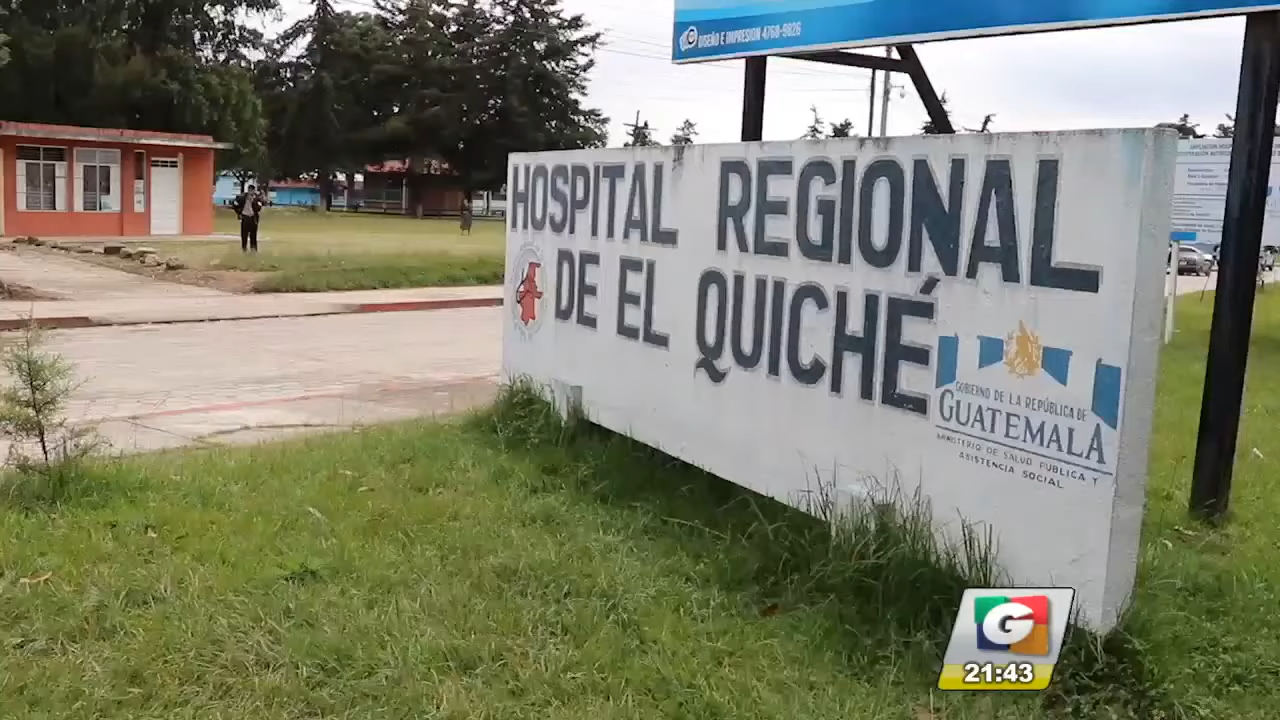 DISEÑO E IMPRESIÓN 4768-9826
HOSPITAL REGIONAL
DE EL QUICHÉ
GOBIERNO DE LA REPÚBLICA DE
GUATEMALA
MINISTERIO DE SALUD PÚBLICA Y
ASISTENCIA SOCIAL
G
21:43